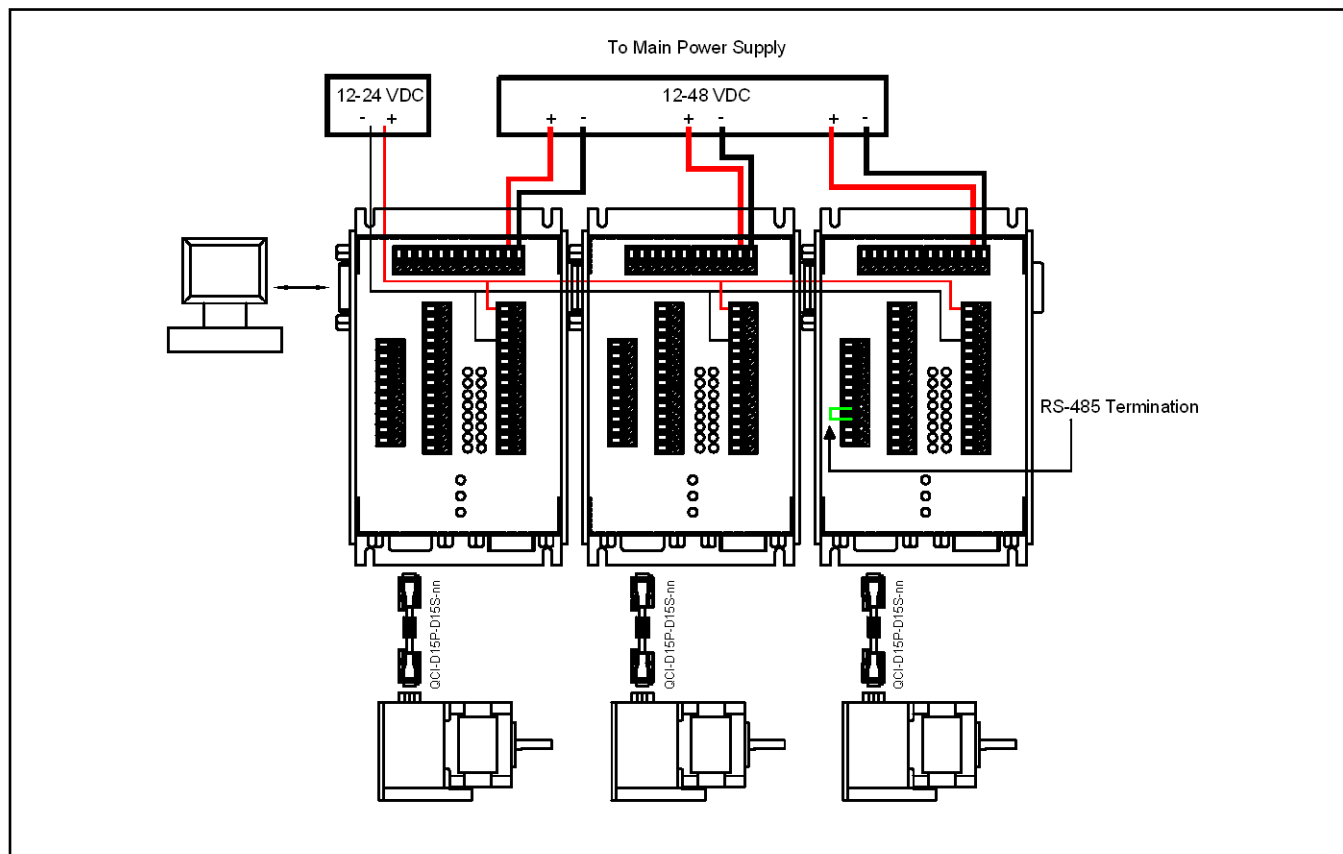 To Main Power Supply
12-24 VDC
12-48 VDC
- +
+ -
+ -
+ -
RS-485 Termination
QCI-D15P-D15S-nn
QCI-D15P-D15S-nn
QCI-D15P-D15S-nn